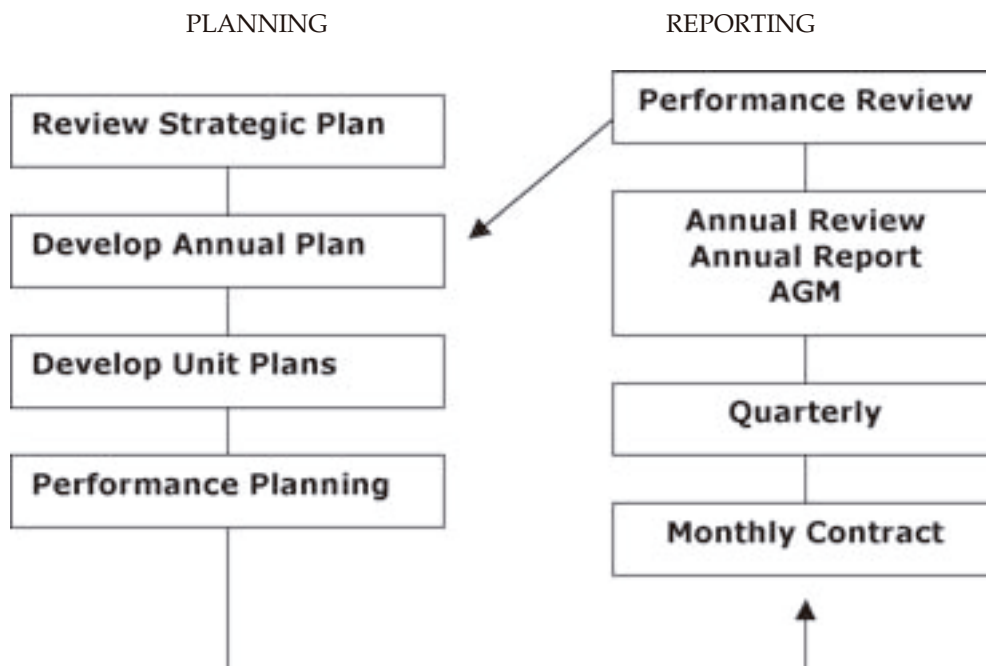 PLANNING
REPORTING
Review Strategic Plan
Develop Annual Plan
Develop Unit Plans
Performance Planning
Performance Review
Annual Review
Annual Report
AGM
Quarterly
Monthly Contract